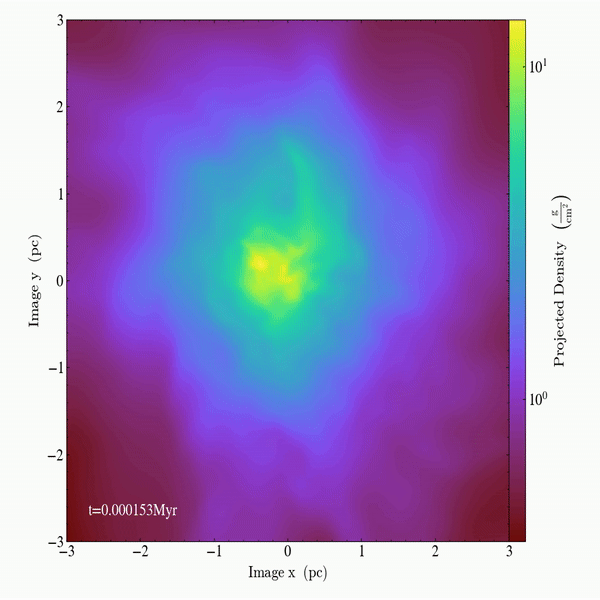 3
2
1
0
−1
−2
−3
Image y (pc)
t=0.000153Myr
−3 −2 −1 0 1 2 3
Image x (pc)
10¹
10⁰
Projected Density (g/cm²)